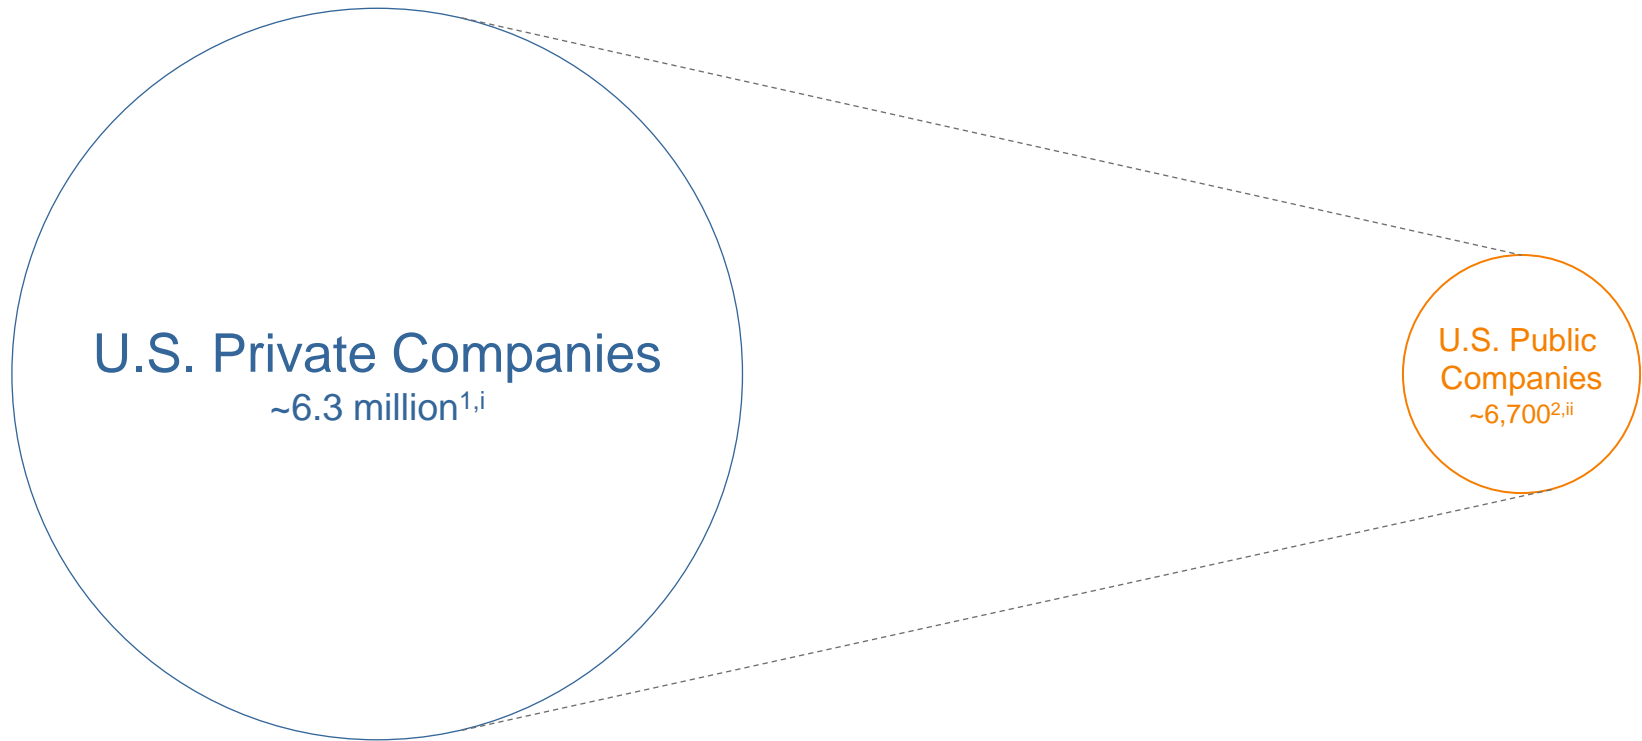 U.S. Private Companies
~6.3 million¹,ⁱ
U.S. Public
Companies
~6,700²,ⁱⁱ